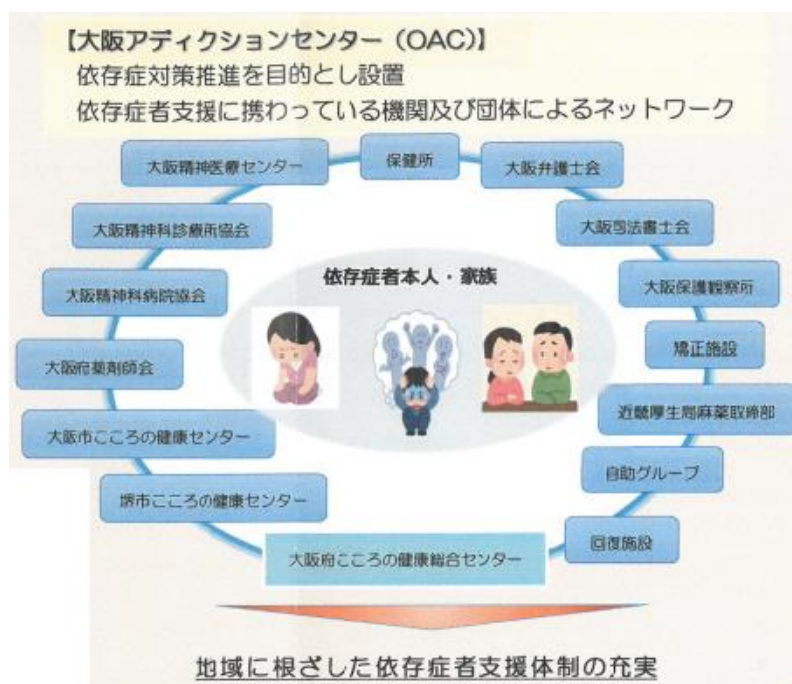 【大阪アディクションセンター（OAC）】
依存症対策推進を目的とし設置
依存症者支援に携わっている機関及び団体によるネットワーク
保健所
大阪精神医療センター
大阪弁護士会
大阪精神科診療所協会
大阪司法書士会
依存症者本人・家族
大阪精神科病院協会
大阪保護観察所
大阪府薬剤師会
矯正施設
近畿厚生局麻薬取締部
大阪市こころの健康センター
自助グループ
堺市こころの健康センター
回復施設
大阪府こころの健康総合センター
地域に根ざした依存症者支援体制の充実